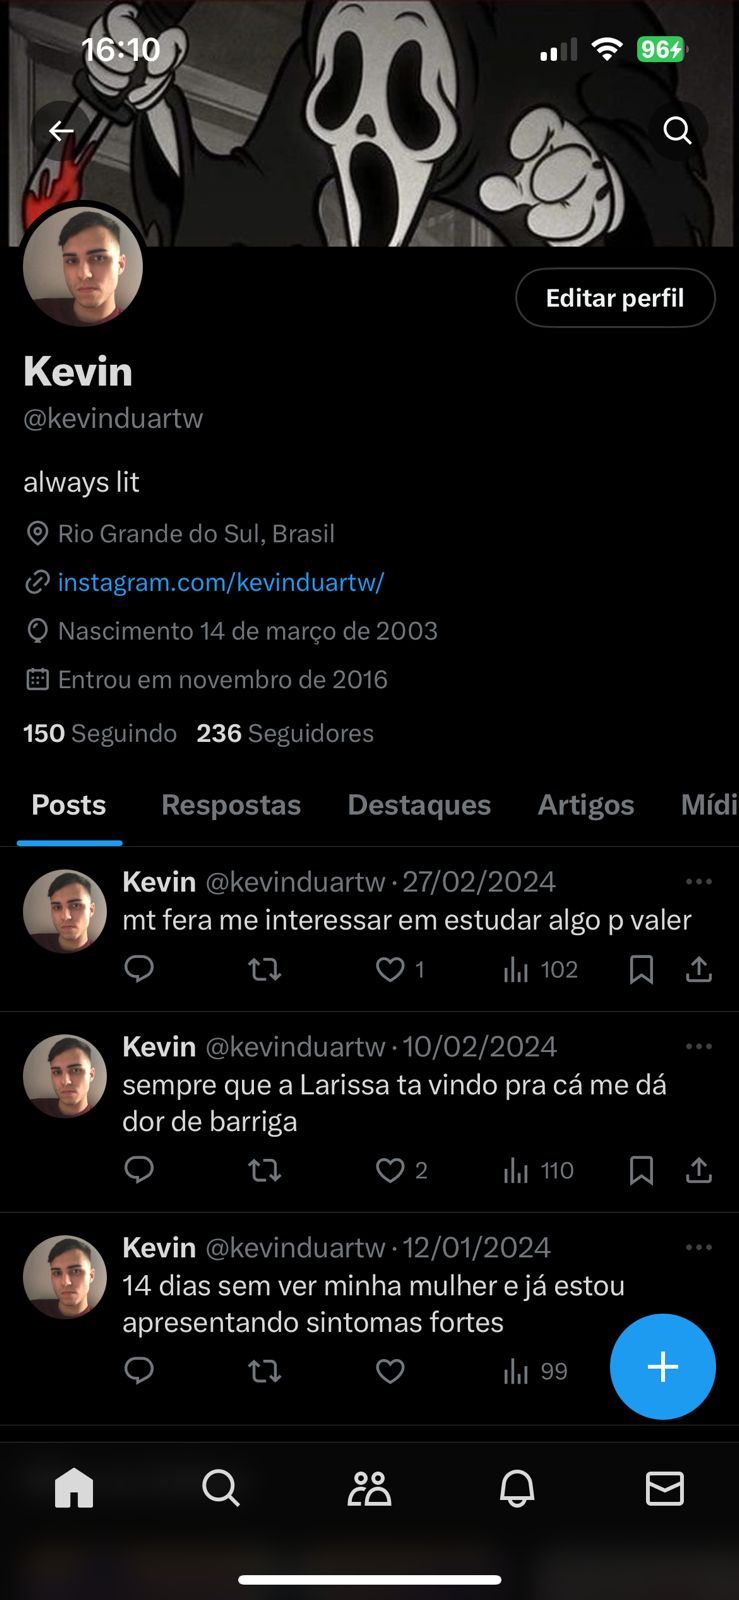 16:10
96
Editar perfil
Kevin
@kevinduartw
always lit
Rio Grande do Sul, Brasil
instagram.com/kevinduartw/
Nascimento 14 de março de 2003
Entrou em novembro de 2016
150 Seguindo 236 Seguidores
Posts Respostas Destaques Artigos Mídi
Kevin @kevinduartw · 27/02/2024
mt fera me interessar em estudar algo p valer
1 102
Kevin @kevinduartw · 10/02/2024
sempre que a Larissa ta vindo pra cá me dá
dor de barriga
2 110
Kevin @kevinduartw · 12/01/2024
14 dias sem ver minha mulher e já estou
apresentando sintomas fortes
99